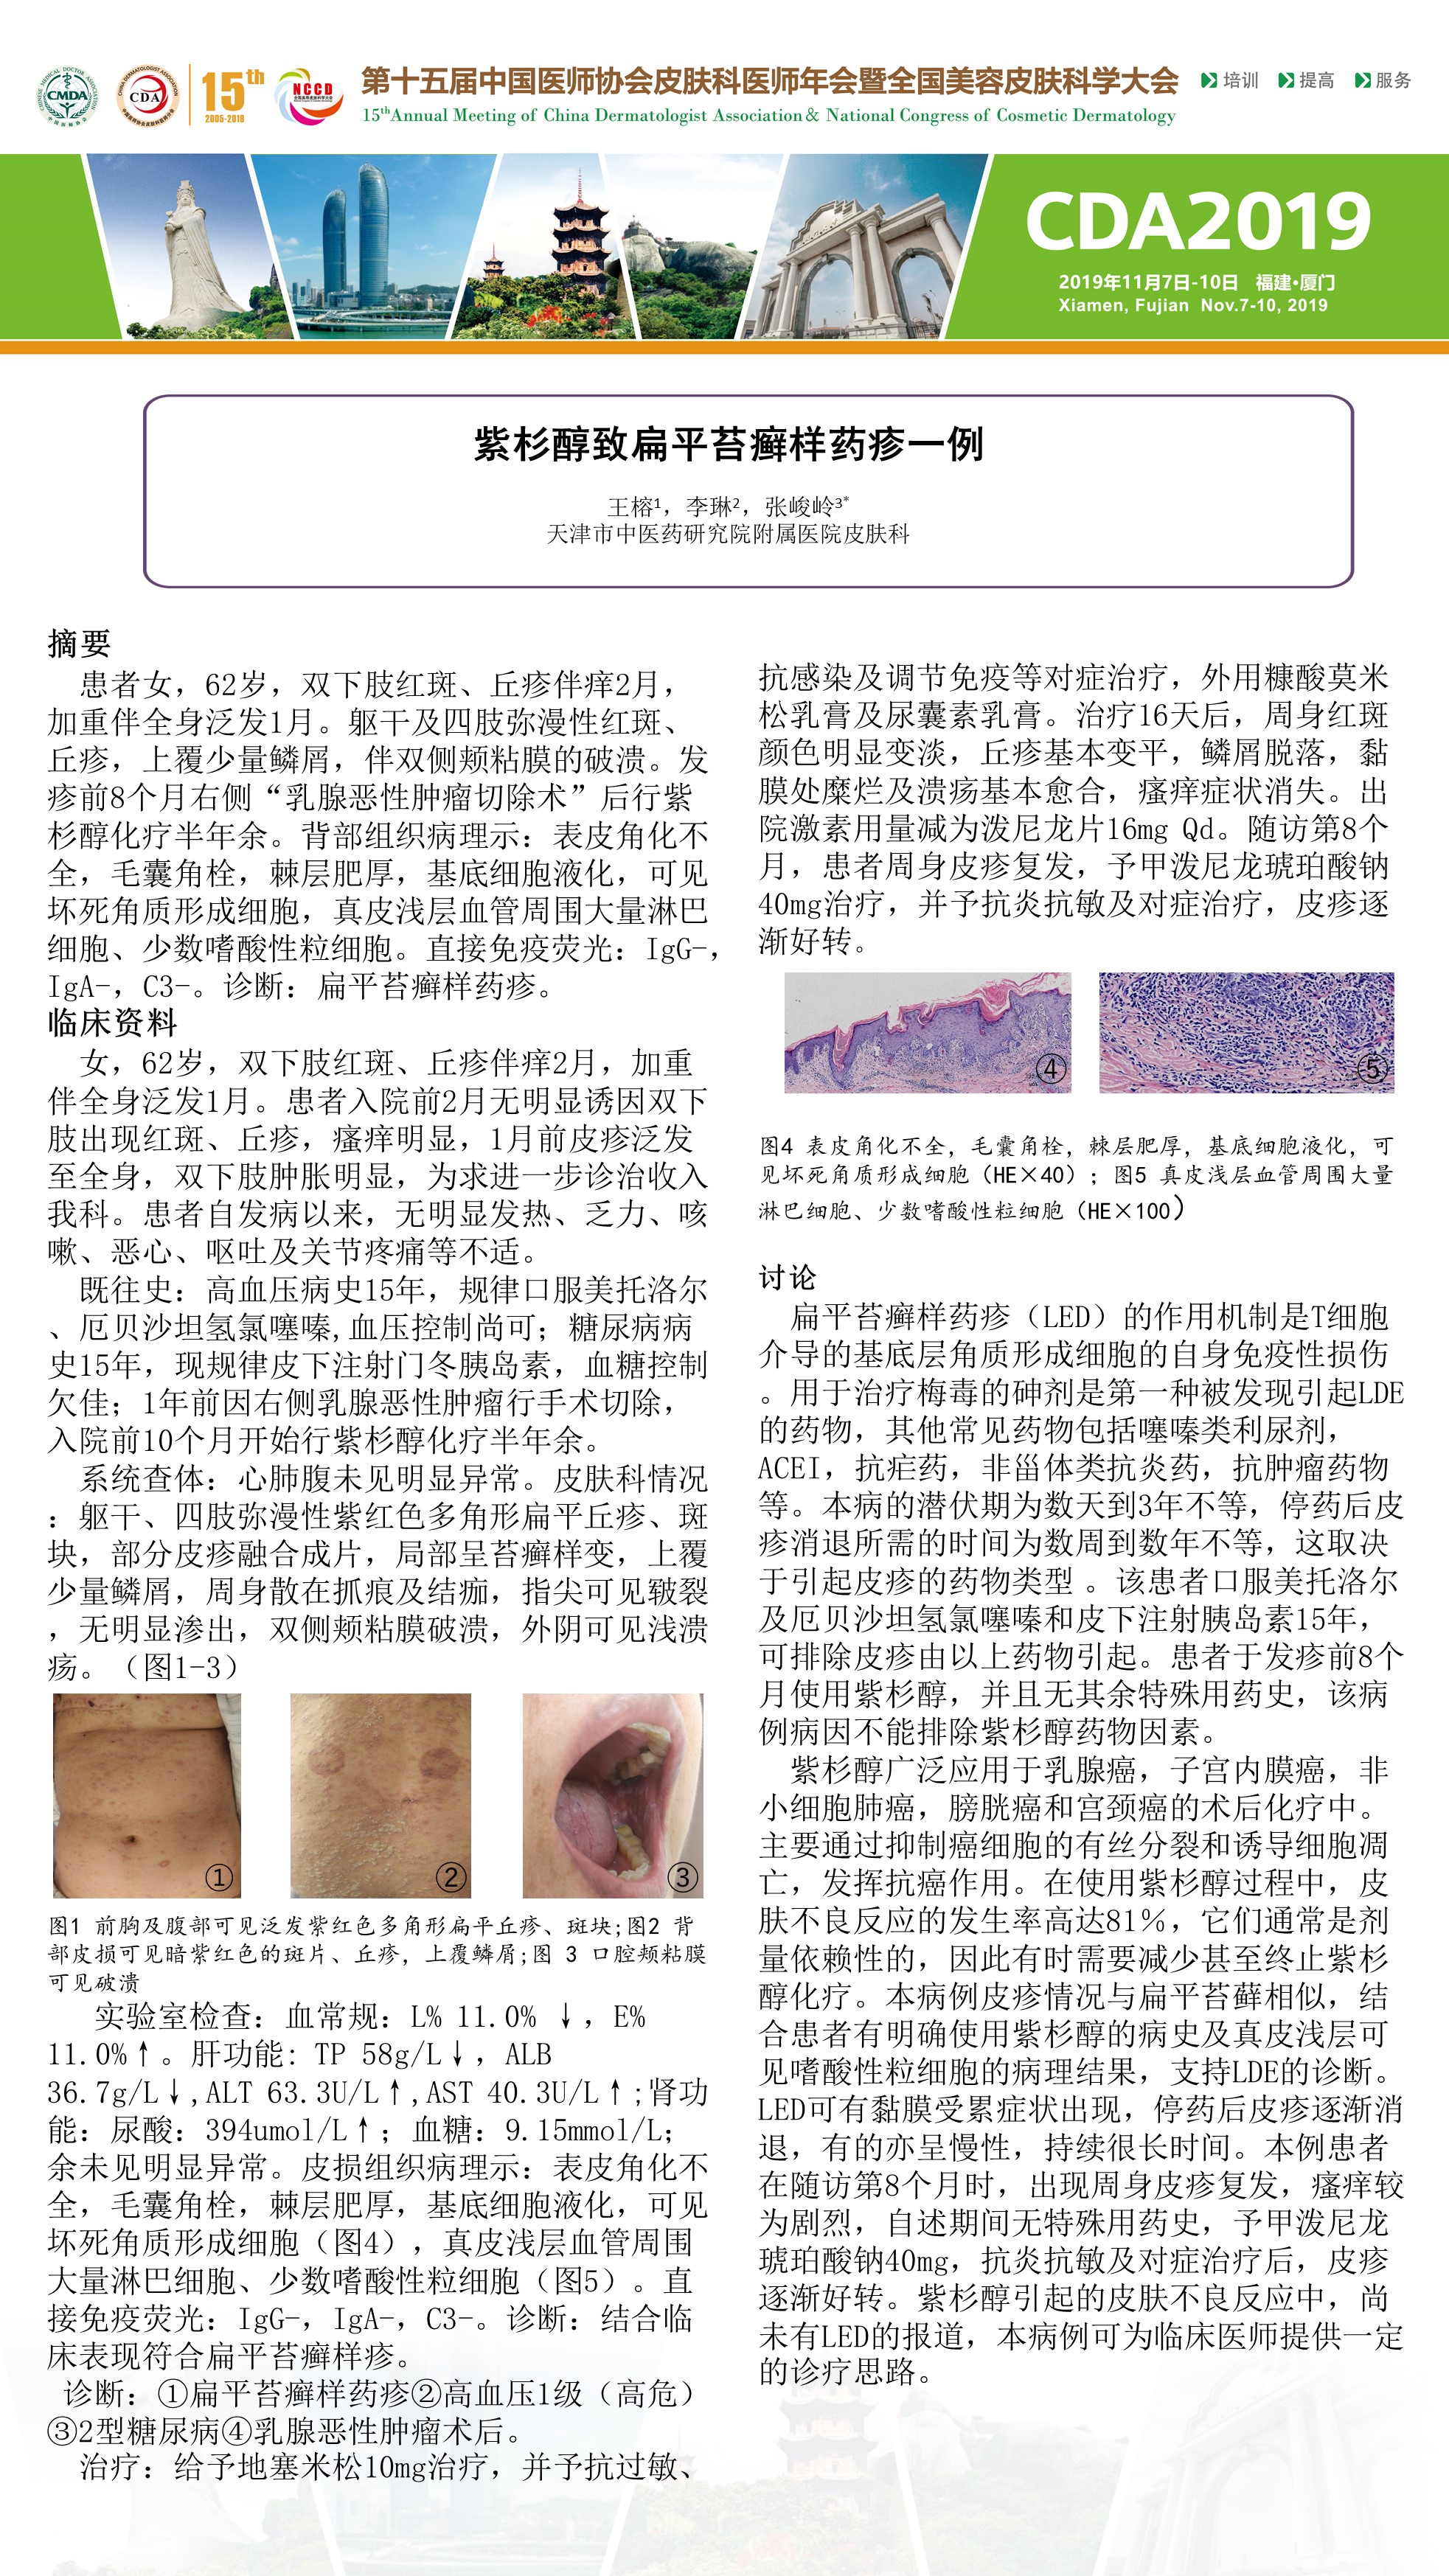 CMDA
CDA
15th
2005-2019
NCCD
第十五届中国医师协会皮肤科医师年会暨全国美容皮肤科学大会
15thAnnual Meeting of China Dermatologist Association& National Congress of Cosmetic Dermatology
培训 提高 服务
CDA2019
2019年11月7日-10日 福建•厦门
Xiamen, Fujian Nov.7-10, 2019
紫杉醇致扁平苔癣样药疹一例
王榕1，李琳2，张峻岭3*
天津市中医药研究院附属医院皮肤科
摘要
患者女，62岁，双下肢红斑、丘疹伴痒2月，
加重伴全身泛发1月。躯干及四肢弥漫性红斑、
丘疹，上覆少量鳞屑，伴双侧颊粘膜的破溃。发
疹前8个月右侧“乳腺恶性肿瘤切除术”后行紫
杉醇化疗半年余。背部组织病理示：表皮角化不
全，毛囊角栓，棘层肥厚，基底细胞液化，可见
坏死角质形成细胞，真皮浅层血管周围大量淋巴
细胞、少数嗜酸性粒细胞。直接免疫荧光：IgG-，
IgA-，C3-。诊断：扁平苔癣样药疹。
临床资料
女，62岁，双下肢红斑、丘疹伴痒2月，加重
伴全身泛发1月。患者入院前2月无明显诱因双下
肢出现红斑、丘疹，瘙痒明显，1月前皮疹泛发
至全身，双下肢肿胀明显，为求进一步诊治收入
我科。患者自发病以来，无明显发热、乏力、咳
嗽、恶心、呕吐及关节疼痛等不适。
既往史：高血压病史15年，规律口服美托洛尔
、厄贝沙坦氢氯噻嗪,血压控制尚可；糖尿病病
史15年，现规律皮下注射门冬胰岛素，血糖控制
欠佳；1年前因右侧乳腺恶性肿瘤行手术切除，
入院前10个月开始行紫杉醇化疗半年余。
系统查体：心肺腹未见明显异常。皮肤科情况
：躯干、四肢弥漫性紫红色多角形扁平丘疹、斑
块，部分皮疹融合成片，局部呈苔癣样变，上覆
少量鳞屑，周身散在抓痕及结痂，指尖可见皲裂
，无明显渗出，双侧颊粘膜破溃，外阴可见浅溃
疡。（图1-3）
① ② ③
图1 前胸及腹部可见泛发紫红色多角形扁平丘疹、斑块;图2 背
部皮损可见暗紫红色的斑片、丘疹，上覆鳞屑;图 3 口腔颊粘膜
可见破溃
实验室检查：血常规：L% 11.0% ↓，E%
11.0%↑。肝功能: TP 58g/L↓，ALB
36.7g/L↓,ALT 63.3U/L↑,AST 40.3U/L↑;肾功
能：尿酸：394umol/L↑；血糖：9.15mmol/L；
余未见明显异常。皮损组织病理示：表皮角化不
全，毛囊角栓，棘层肥厚，基底细胞液化，可见
坏死角质形成细胞（图4），真皮浅层血管周围
大量淋巴细胞、少数嗜酸性粒细胞（图5）。直
接免疫荧光：IgG-，IgA-，C3-。诊断：结合临
床表现符合扁平苔癣样疹。
诊断：①扁平苔癣样药疹②高血压1级（高危）
③2型糖尿病④乳腺恶性肿瘤术后。
治疗：给予地塞米松10mg治疗，并予抗过敏、
抗感染及调节免疫等对症治疗，外用糠酸莫米
松乳膏及尿囊素乳膏。治疗16天后，周身红斑
颜色明显变淡，丘疹基本变平，鳞屑脱落，黏
膜处糜烂及溃疡基本愈合，瘙痒症状消失。出
院激素用量减为泼尼龙片16mg Qd。随访第8个
月，患者周身皮疹复发，予甲泼尼龙琥珀酸钠
40mg治疗，并予抗炎抗敏及对症治疗，皮疹逐
渐好转。
④ ⑤
图4 表皮角化不全，毛囊角栓，棘层肥厚，基底细胞液化，可
见坏死角质形成细胞（HE×40）；图5 真皮浅层血管周围大量
淋巴细胞、少数嗜酸性粒细胞（HE×100）
讨论
扁平苔癣样药疹（LED）的作用机制是T细胞
介导的基底层角质形成细胞的自身免疫性损伤
。用于治疗梅毒的砷剂是第一种被发现引起LDE
的药物，其他常见药物包括噻嗪类利尿剂，
ACEI，抗疟药，非甾体类抗炎药，抗肿瘤药物
等。本病的潜伏期为数天到3年不等，停药后皮
疹消退所需的时间为数周到数年不等，这取决
于引起皮疹的药物类型 。该患者口服美托洛尔
及厄贝沙坦氢氯噻嗪和皮下注射胰岛素15年，
可排除皮疹由以上药物引起。患者于发疹前8个
月使用紫杉醇，并且无其余特殊用药史，该病
例病因不能排除紫杉醇药物因素。
紫杉醇广泛应用于乳腺癌，子宫内膜癌，非
小细胞肺癌，膀胱癌和宫颈癌的术后化疗中。
主要通过抑制癌细胞的有丝分裂和诱导细胞凋
亡，发挥抗癌作用。在使用紫杉醇过程中，皮
肤不良反应的发生率高达81%，它们通常是剂
量依赖性的，因此有时需要减少甚至终止紫杉
醇化疗。本病例皮疹情况与扁平苔藓相似，结
合患者有明确使用紫杉醇的病史及真皮浅层可
见嗜酸性粒细胞的病理结果，支持LDE的诊断。
LED可有黏膜受累症状出现，停药后皮疹逐渐消
退，有的亦呈慢性，持续很长时间。本例患者
在随访第8个月时，出现周身皮疹复发，瘙痒较
为剧烈，自述期间无特殊用药史，予甲泼尼龙
琥珀酸钠40mg，抗炎抗敏及对症治疗后，皮疹
逐渐好转。紫杉醇引起的皮肤不良反应中，尚
未有LED的报道，本病例可为临床医师提供一定
的诊疗思路。